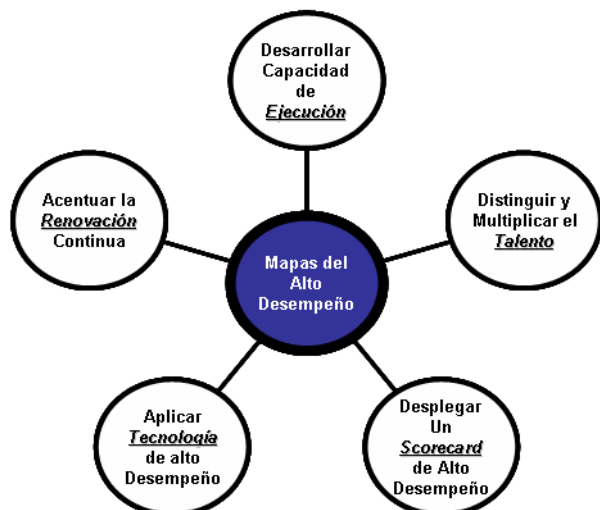 Desarrollar
Capacidad
de
Ejecución
Acentuar la
Renovación
Continua
Distinguir y
Multiplicar el
Talento
Mapas del
Alto
Desempeño
Aplicar
Tecnología
de alto
Desempeño
Desplegar
Un
Scorecard
de Alto
Desempeño